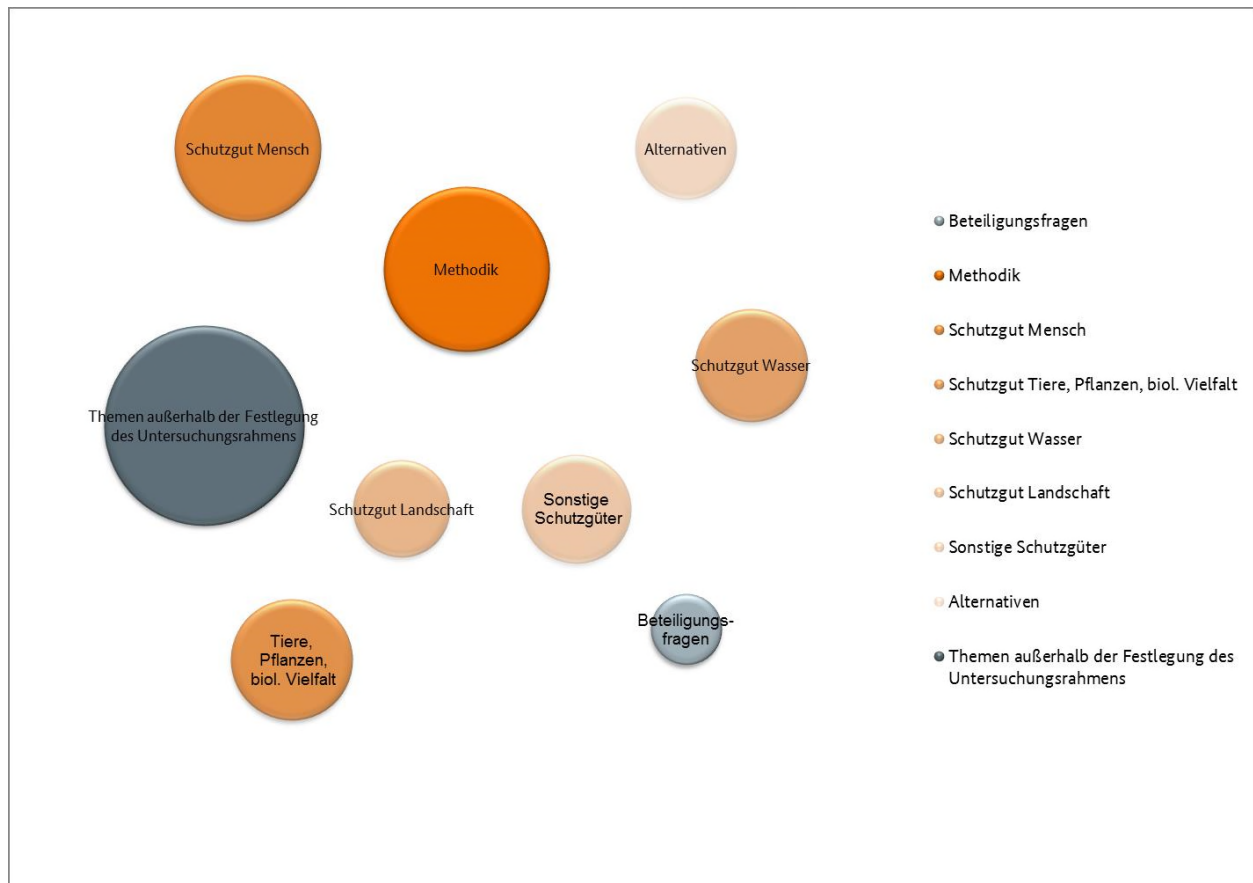 Schutzgut Mensch
Alternativen
Methodik
Schutzgut Wasser
Themen außerhalb der Festlegung
des Untersuchungsrahmens
Schutzgut Landschaft
Sonstige
Schutzgüter
Tiere,
Pflanzen,
biol. Vielfalt
Beteiligungs-
fragen
Beteiligungsfragen
Methodik
Schutzgut Mensch
Schutzgut Tiere, Pflanzen, biol. Vielfalt
Schutzgut Wasser
Schutzgut Landschaft
Sonstige Schutzgüter
Alternativen
Themen außerhalb der Festlegung des
Untersuchungsrahmens